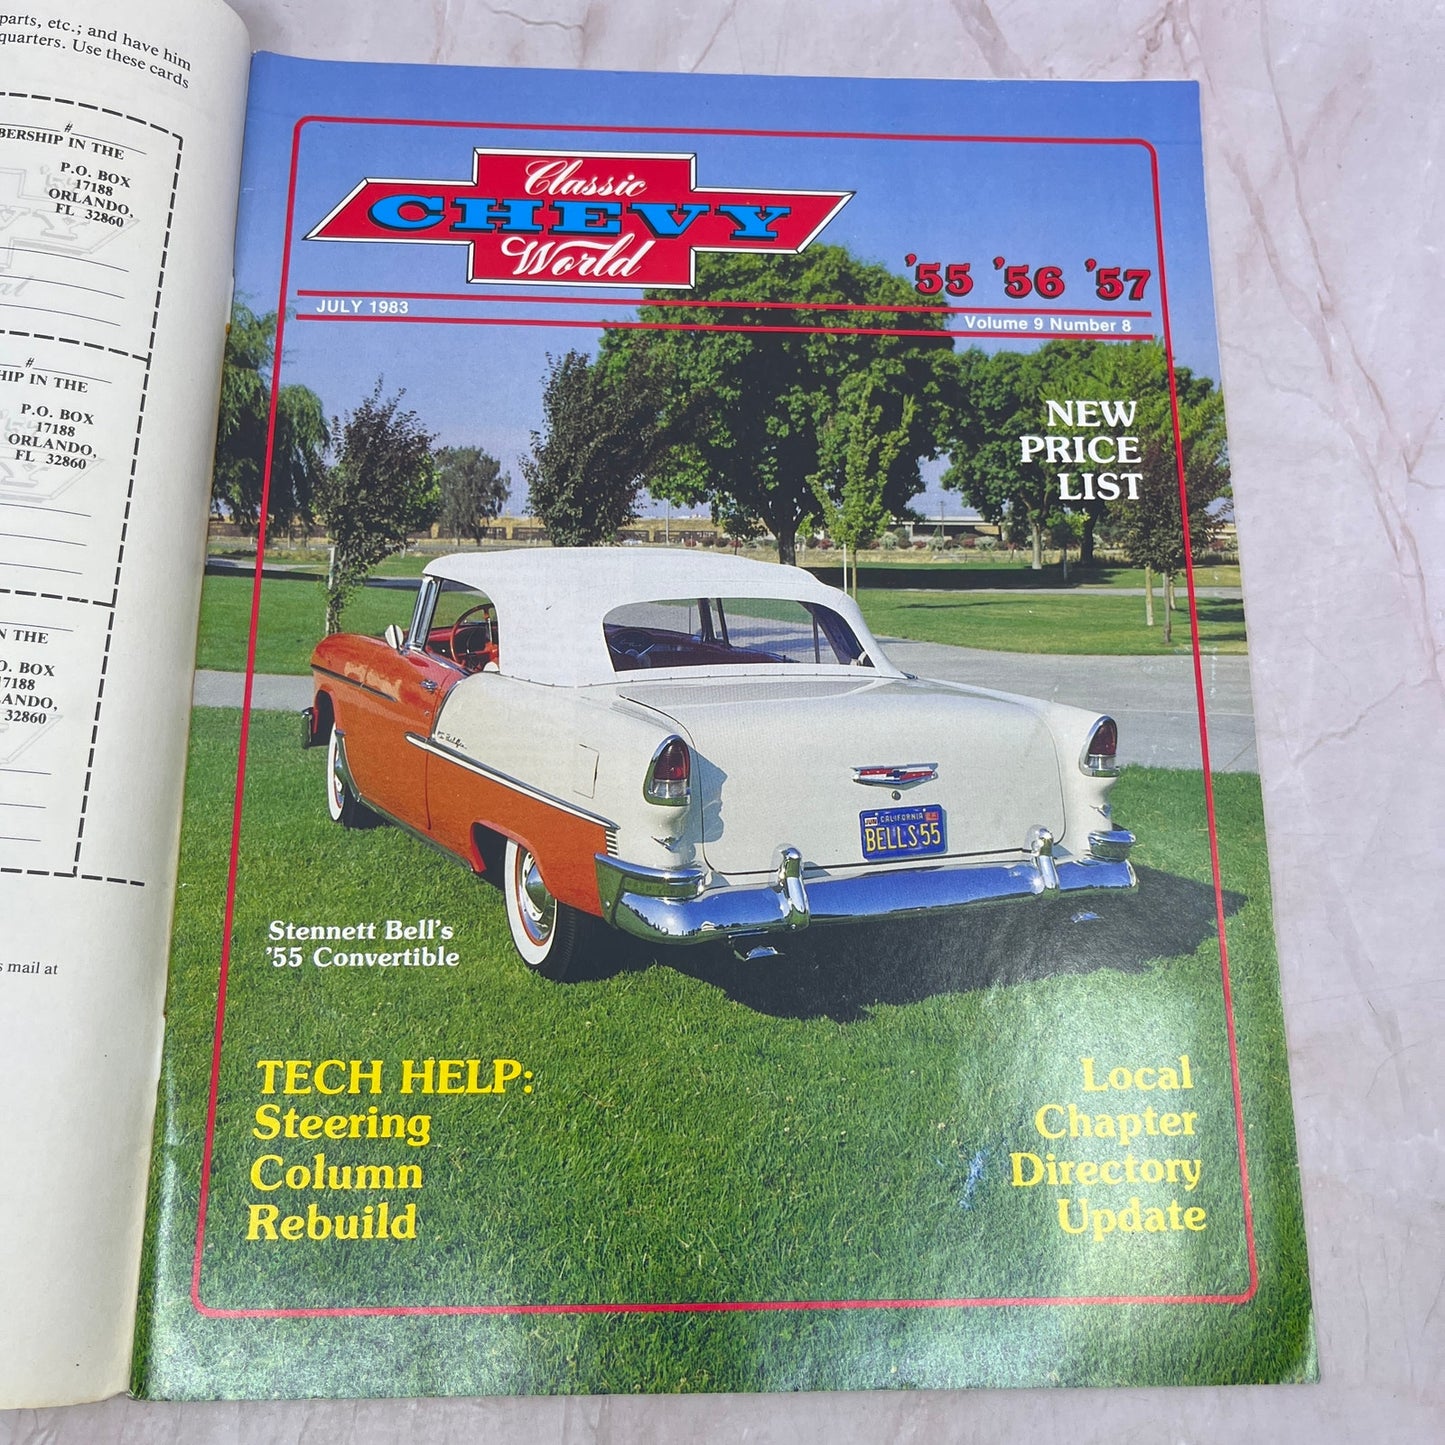 parts, etc.; and have him
quarters. Use these cards
#
BERSHIP IN THE
P.O. BOX
17188
ORLANDO,
FL 32860
#
HIP IN THE
P.O. BOX
17188
ORLANDO,
FL 32860
N THE
O. BOX
17188
LANDO,
32860
s mail at
Classic
CHEVY
World
'55 '56 '57
JULY 1983
Volume 9 Number 8
NEW
PRICE
LIST
CALIFORNIA
BELLS 55
Stennett Bell's
'55 Convertible
TECH HELP:
Steering
Column
Rebuild
Local
Chapter
Directory
Update